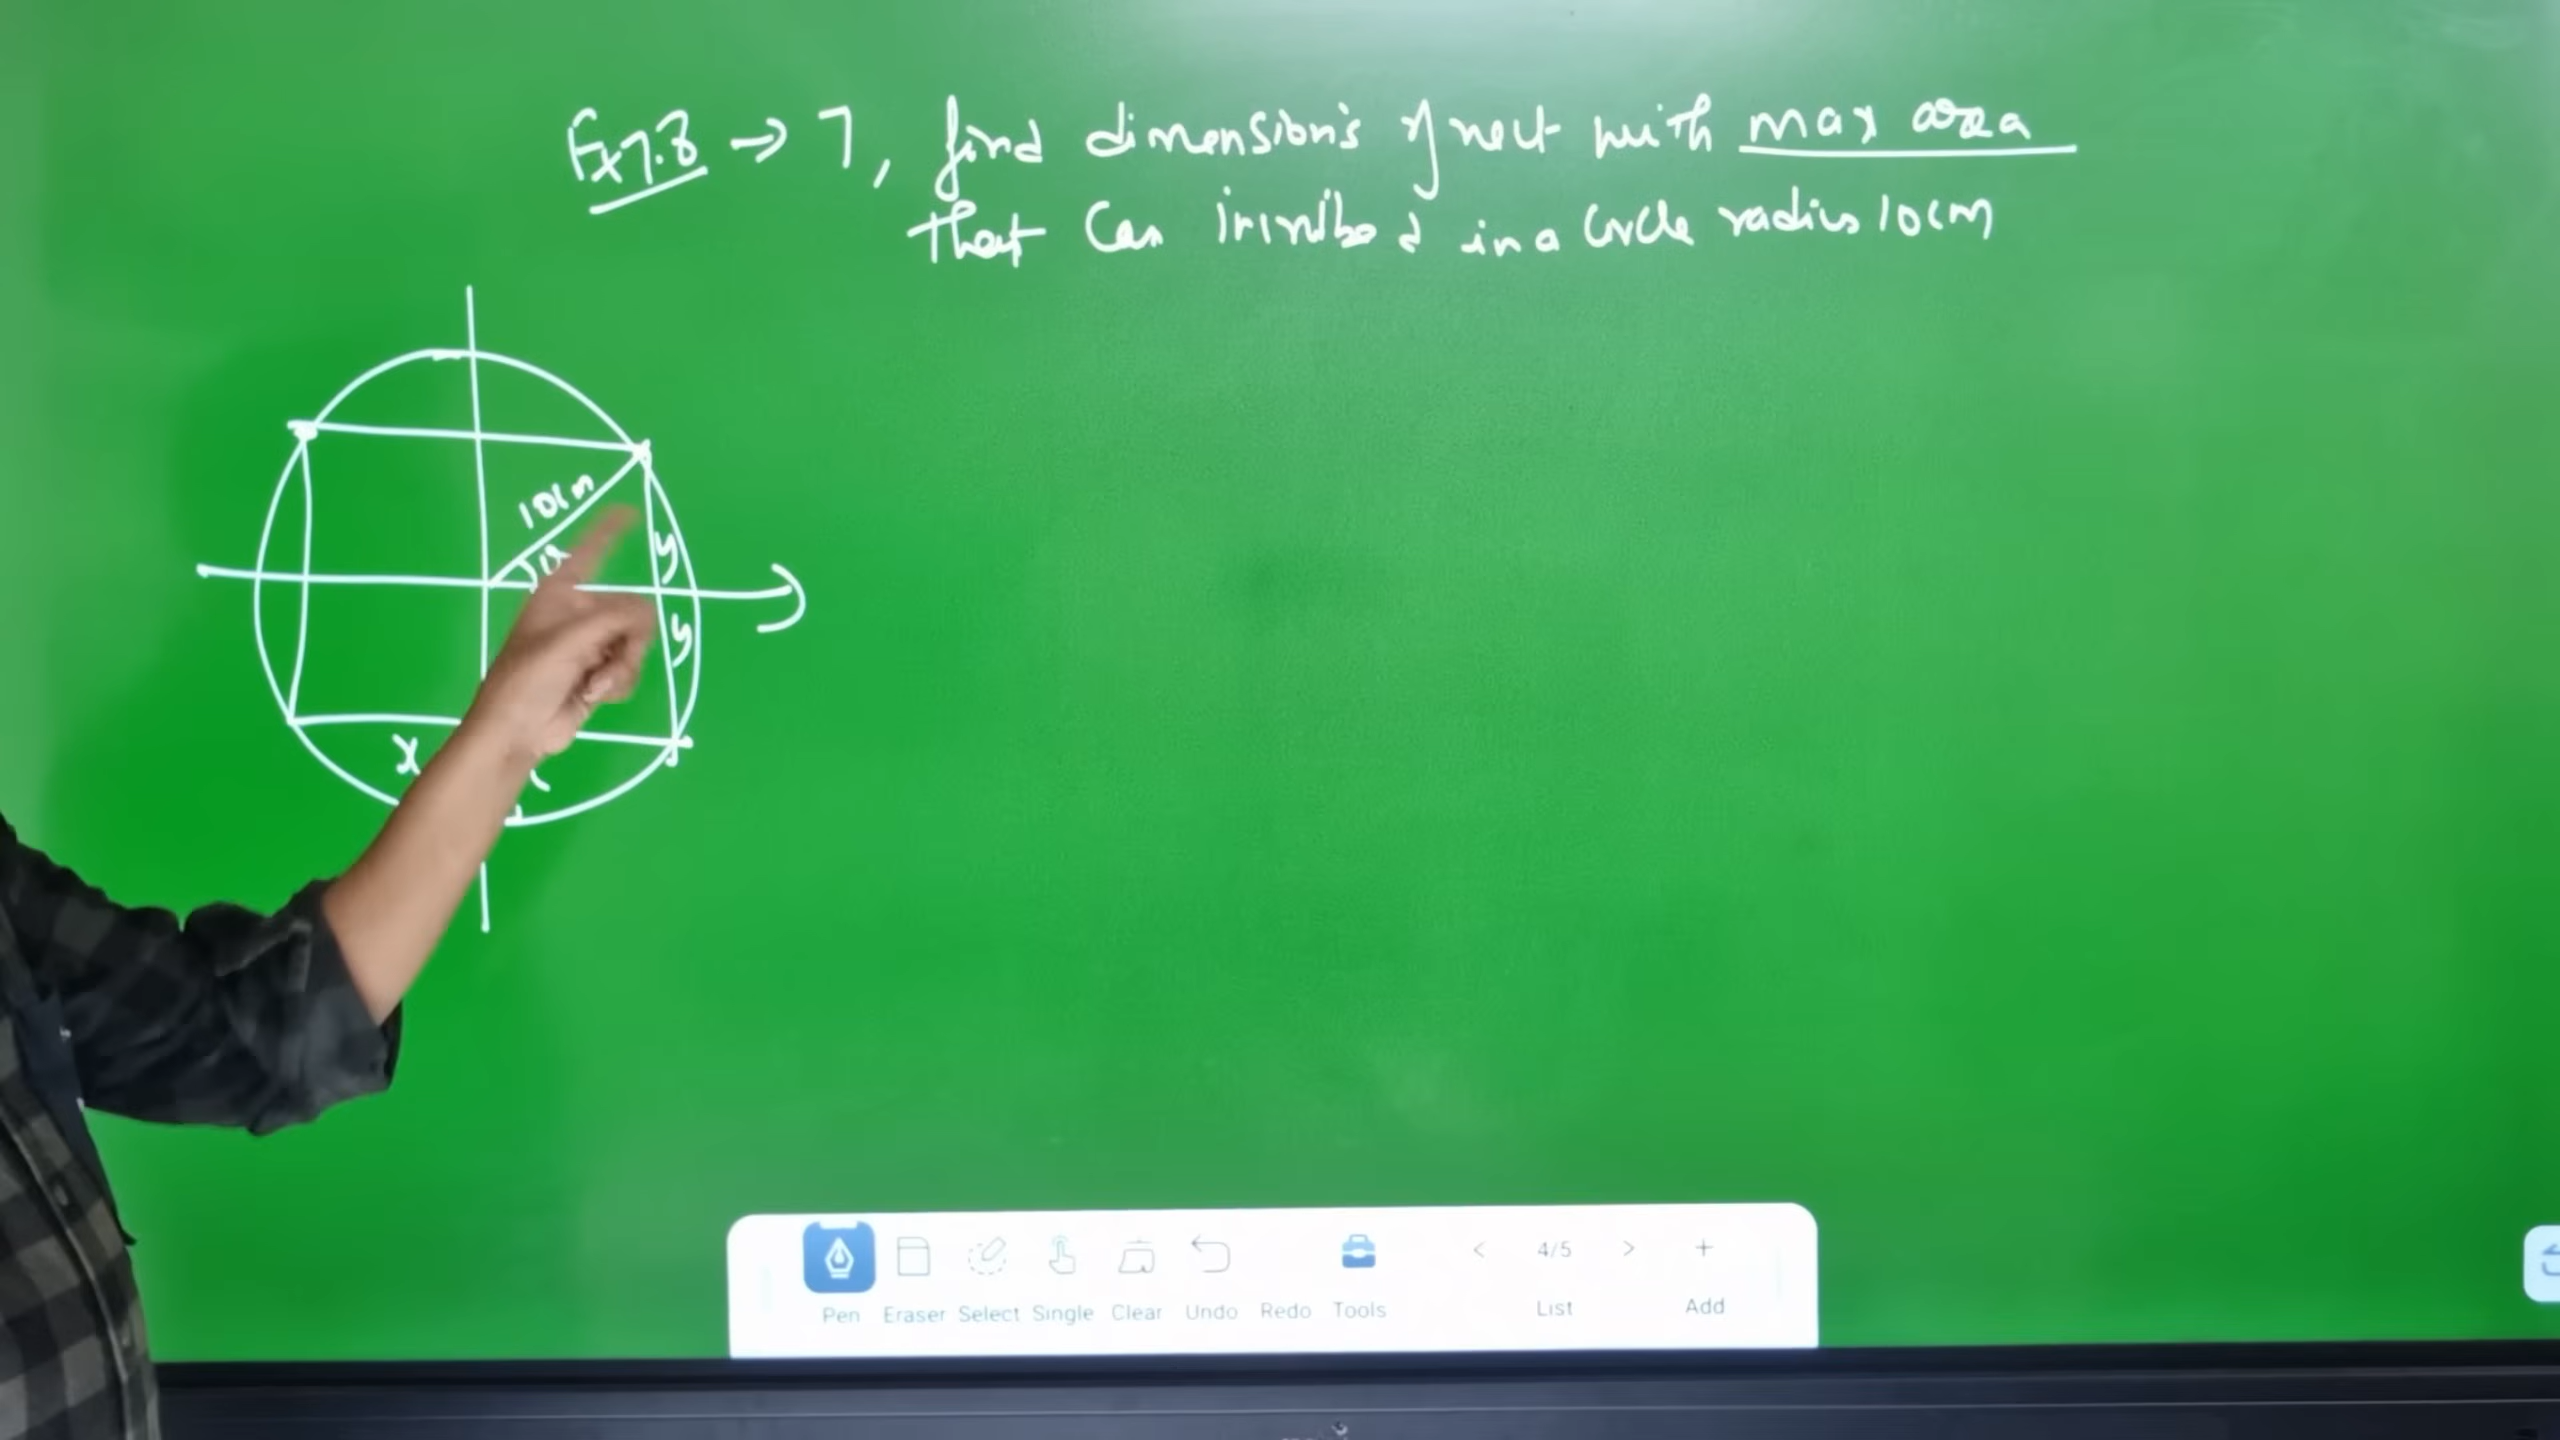 Ex7.8 → 7, find dimension's of rect with max area
that can inscribed in a circle radius 10cm
10cm
y
y
x
Pen Eraser Select Single Clear Undo Redo Tools < 4/5 > List + Add